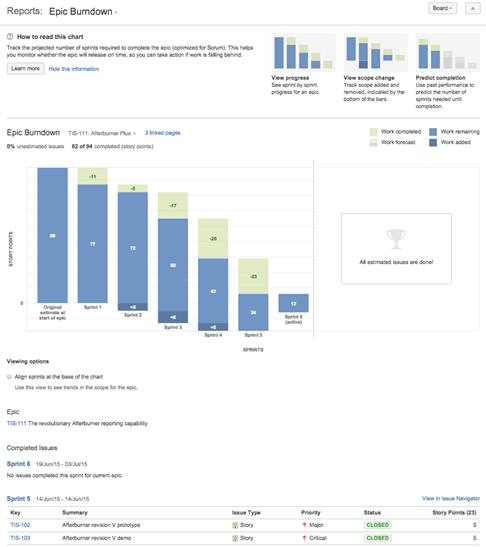 Reports: Epic Burndown
Board
How to read this chart
Track the projected number of sprints required to complete the epic (optimized for Scrum). This helps
you monitor whether the epic will release on time, so you can take action if work is falling behind.
Learn more Hide this information
View progress
See sprint by sprint
progress for an epic.
View scope change
Track scope added
and removed, indicated by
the bottom of the bars.
Predict completion
Use past performance to
predict the number of
sprints needed until
completion.
Epic Burndown TIS-111: Afterburner Plus 3 linked pages
0% unestimated issues 82 of 94 completed (story points)
Work completed Work remaining
Work forecast Work added
STORY POINTS
0
-11
77
72
+5
-17
42
-23
12
Original
estimate at
start of epic
Sprint 1
Sprint 2
Sprint 3
Sprint 4
Sprint 5
Sprint 6
(active)
SPRINTS
All estimated issues are done!
Viewing options
Align sprints at the base of the chart
Use this view to see trends in the scope for the epic.
Epic
TIS-111 The revolutionary Afterburner reporting capability
Completed Issues
Sprint 6 19/Jun/15 - 03/Jul/15
No issues completed this sprint for current epic.
Sprint 5 14/Jun/15 - 14/Jun/15 View in Issue Navigator
Key Summary Issue Type Priority Status Story Points (23)
TIS-102 Afterburner revision V prototype Story Major CLOSED 5
TIS-103 Afterburner revision V demo Story Critical CLOSED 5